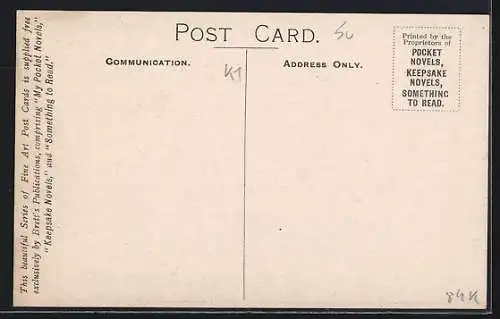 POST CARD.
COMMUNICATION.
ADDRESS ONLY.
Printed by the
Proprietors of
POCKET
NOVELS,
KEEPSAKE
NOVELS,
SOMETHING
TO READ.
This beautiful Series of Fine Art Post Cards is supplied free
exclusively by Brett's Publications, comprising "My Pocket Novels,"
"Keepsake Novels," and "Something to Read."